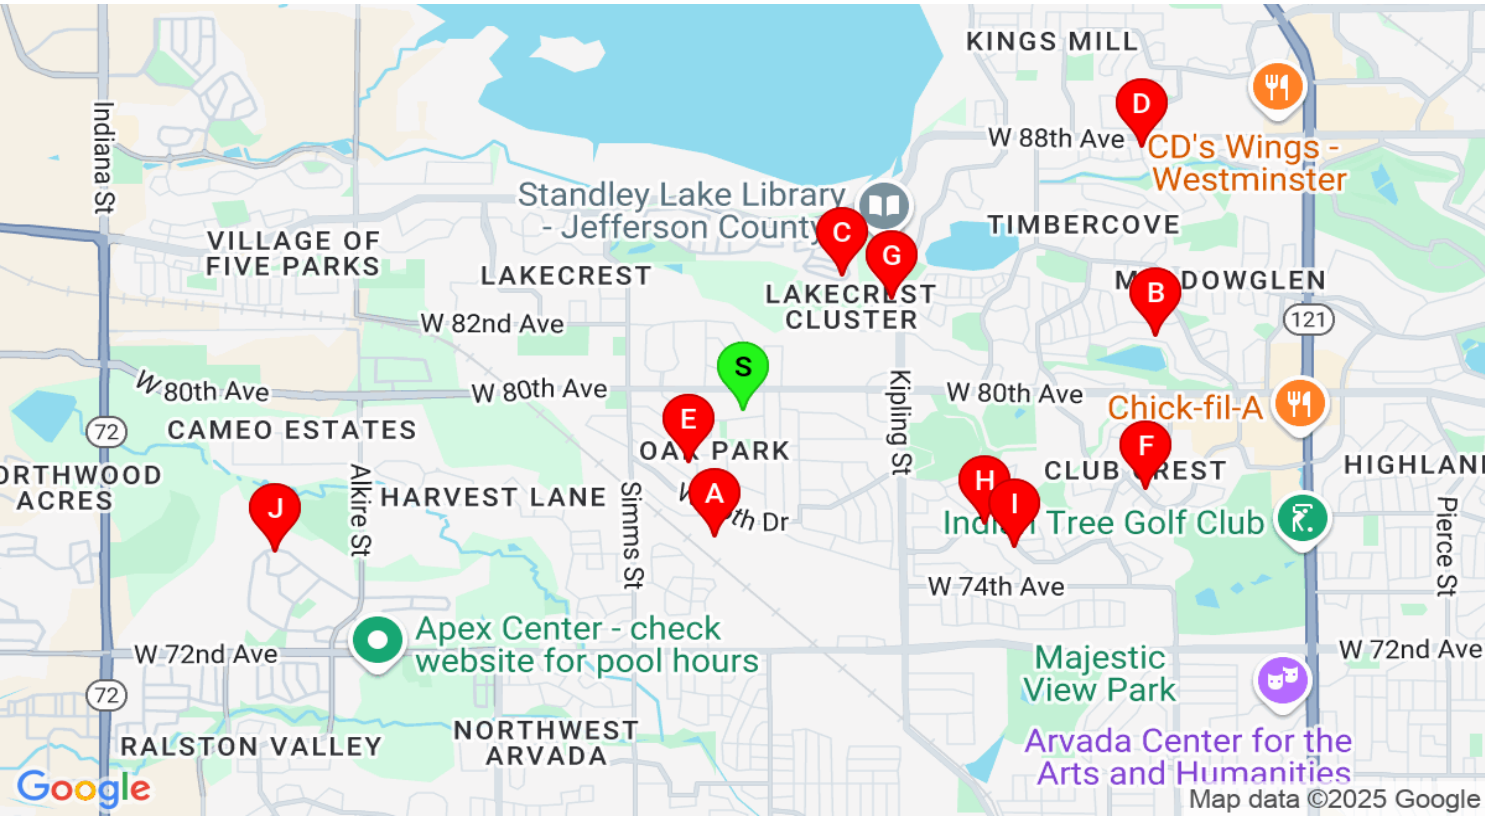 KINGS MILL
D
W 88th Ave
CD's Wings -
Westminster
Indiana St
Standley Lake Library
- Jefferson County
C
G
TIMBERCOVE
VILLAGE OF
FIVE PARKS
LAKECREST
B
LAKECREST
CLUSTER
W 82nd Ave
121
S
W 80th Ave
W 80th Ave
W 80th Ave
Kipling St
Chick-fil-A
E
72
CAMEO ESTATES
OAK PARK
F
CLUB CREST
HIGHLAN
ORTHWOOD
ACRES
Alkire St
HARVEST LANE
Simms St
A
th Dr
H
I
Indian Tree Golf Club
Pierce St
J
W 74th Ave
Apex Center - check
website for pool hours
W 72nd Ave
W 72nd Ave
72
Majestic
View Park
NORTHWEST
ARVADA
RALSTON VALLEY
Arvada Center for the
Arts and Humanities
Google
Map data ©2025 Google